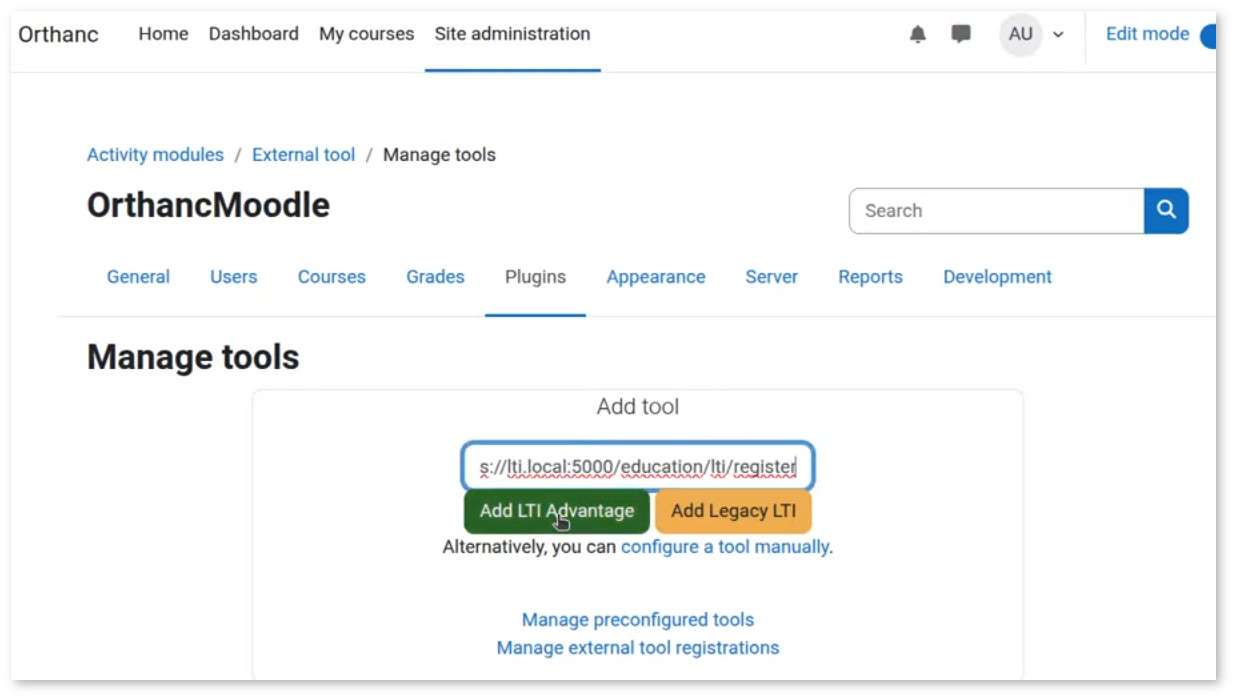 Orthanc Home Dashboard My courses Site administration AU Edit mode
Activity modules / External tool / Manage tools
OrthancMoodle
Search
General Users Courses Grades Plugins Appearance Server Reports Development
Manage tools
Add tool
s://lti.local:5000/education/lti/register
Add LTI Advantage Add Legacy LTI
Alternatively, you can configure a tool manually.
Manage preconfigured tools
Manage external tool registrations